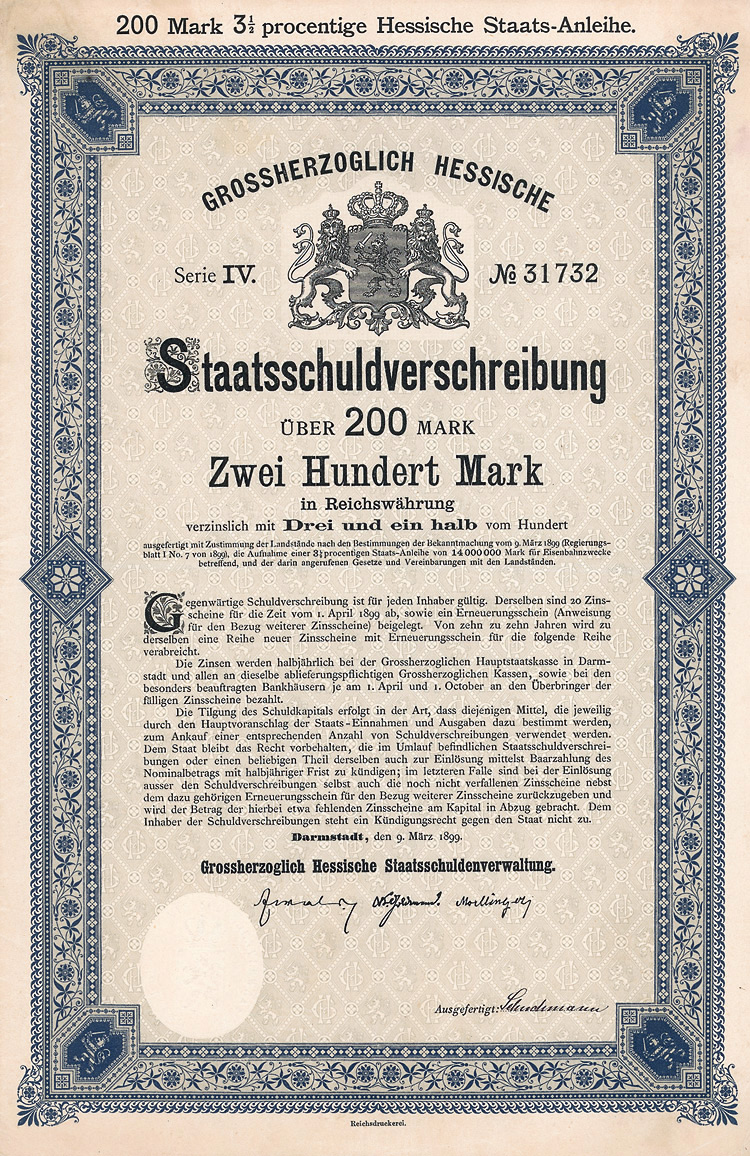 200 Mark 3½ procentige Hessische Staats-Anleihe.
GROSSHERZOGLICH HESSISCHE
Serie IV.
№ 31732
Staatsschuldverschreibung
ÜBER 200 MARK
Zwei Hundert Mark
in Reichswährung
verzinslich mit Drei und ein halb vom Hundert
ausgefertigt mit Zustimmung der Landstände nach den Bestimmungen der Bekanntmachung vom 9. März 1899 (Regierungs-
blatt I No. 7 von 1899), die Aufnahme einer 3½ procentigen Staats-Anleihe von 14 000 000 Mark für Eisenbahnzwecke
betreffend, und der darin angerufenen Gesetze und Vereinbarungen mit den Landständen.
Gegenwärtige Schuldverschreibung ist für jeden Inhaber gültig. Derselben sind 20 Zins-
scheine für die Zeit vom 1. April 1899 ab, sowie ein Erneuerungsschein (Anweisung
für den Bezug weiterer Zinsscheine) beigelegt. Von zehn zu zehn Jahren wird zu
derselben eine Reihe neuer Zinsscheine mit Erneuerungsschein für die folgende Reihe
verabreicht.
Die Zinsen werden halbjährlich bei der Grossherzoglichen Hauptstaatskasse in Darm-
stadt und allen an dieselbe ablieferungspflichtigen Grossherzoglichen Kassen, sowie bei den
besonders beauftragten Bankhäusern je am 1. April und 1. October an den Überbringer der
fälligen Zinsscheine bezahlt.
Die Tilgung des Schuldkapitals erfolgt in der Art, dass diejenigen Mittel, die jeweilig
durch den Hauptvoranschlag der Staats-Einnahmen und Ausgaben dazu bestimmt werden,
zum Ankauf einer entsprechenden Anzahl von Schuldverschreibungen verwendet werden.
Dem Staat bleibt das Recht vorbehalten, die im Umlauf befindlichen Staatsschuldverschrei-
bungen oder einen beliebigen Theil derselben auch zur Einlösung mittelst Baarzahlung des
Nominalbetrags mit halbjähriger Frist zu kündigen; im letzteren Falle sind bei der Einlösung
ausser den Schuldverschreibungen selbst auch die noch nicht verfallenen Zinsscheine nebst
dem dazu gehörigen Erneuerungsschein für den Bezug weiterer Zinsscheine zurückzugeben und
wird der Betrag der hierbei etwa fehlenden Zinsscheine am Kapital in Abzug gebracht. Dem
Inhaber der Schuldverschreibungen steht ein Kündigungsrecht gegen den Staat nicht zu.
Darmstadt, den 9. März 1899.
Grossherzoglich Hessische Staatsschuldenverwaltung.
Moellinger
Ausgefertigt:
Reichsdruckerei.